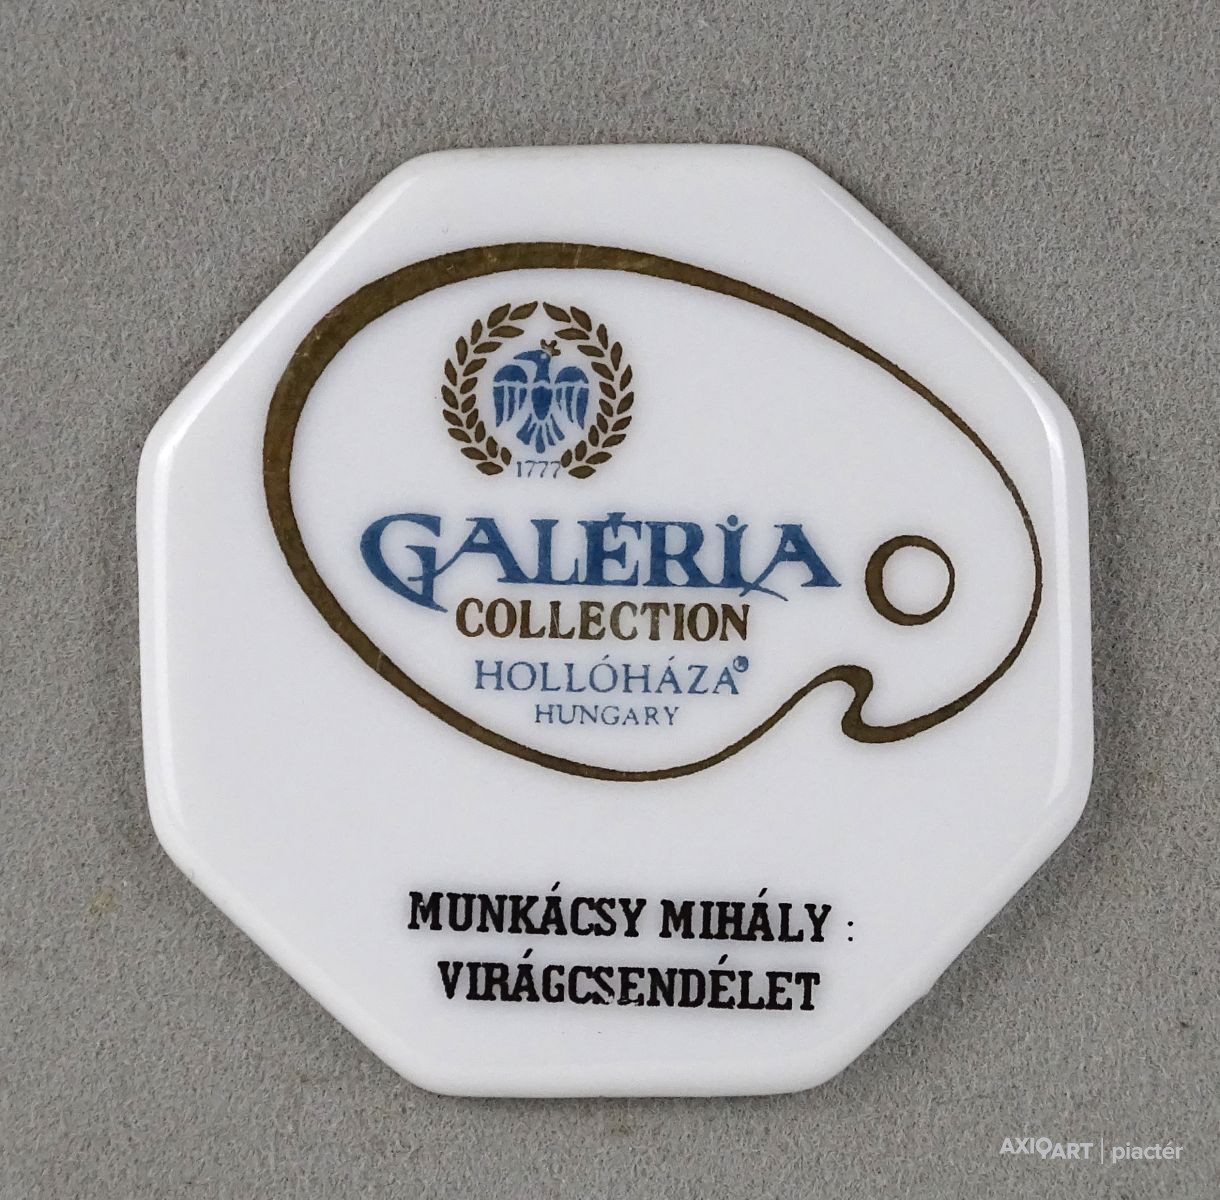 1777
GALÉRIA
COLLECTION
HOLLÓHÁZA
HUNGARY
MUNKÁCSY MIHÁLY :
VIRÁGCSENDÉLET
AXIOART | piactér